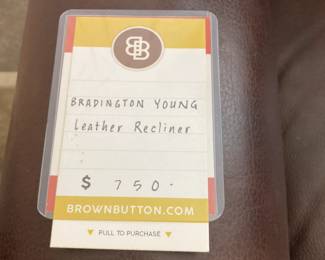 BB
BRADINGTON YOUNG
Leather Recliner
$ 750.-
BROWNBUTTON.COM
▼ PULL TO PURCHASE ▼